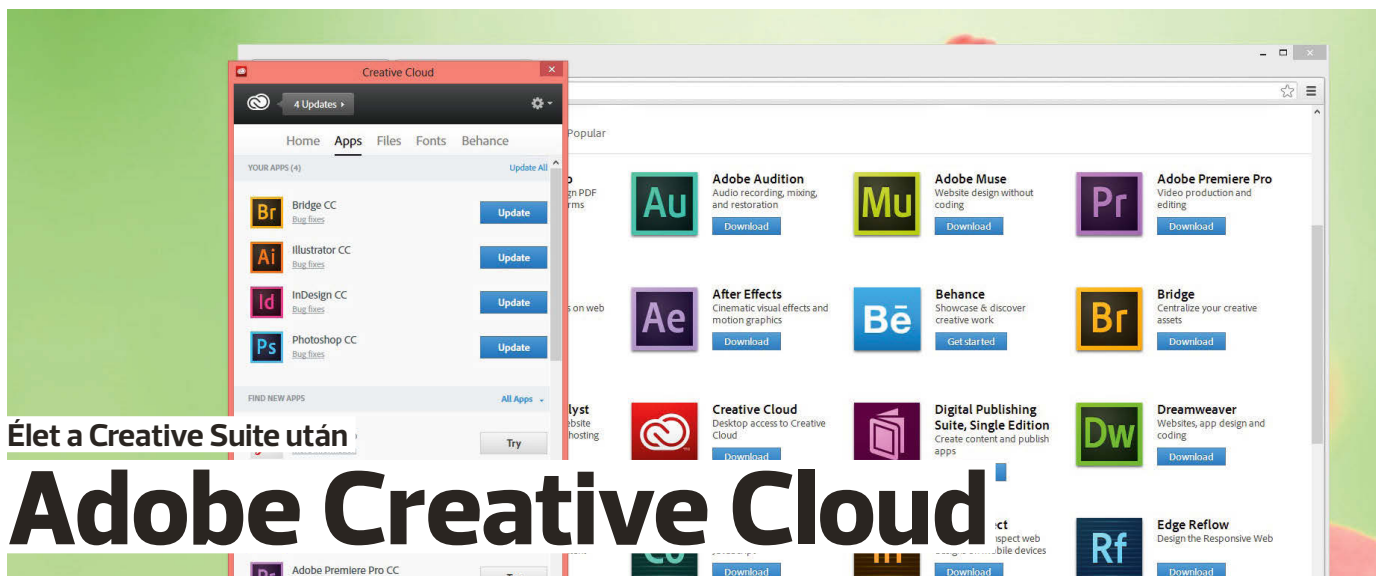 Creative Cloud
4 Updates
Home Apps Files Fonts Behance
YOUR APPS (4) Update All
Br Bridge CC
Bug fixes
Update
Ai Illustrator CC
Bug fixes
Update
Id InDesign CC
Bug fixes
Update
Ps Photoshop CC
Bug fixes
Update
FIND NEW APPS All Apps
Try
Adobe Premiere Pro CC
Popular
PDF
Au
Adobe Audition
Audio recording, mixing,
and restoration
Download
Mu
Adobe Muse
Website design without
coding
Download
Pr
Adobe Premiere Pro
Video production and
editing
Download
on web
Ae
After Effects
Cinematic visual effects and
motion graphics
Download
Bē
Behance
Showcase & discover
creative work
Get started
Br
Bridge
Centralize your creative
assets
Download
hosting
Creative Cloud
Desktop access to Creative
Cloud
Download
Digital Publishing
Suite, Single Edition
Create content and publish
apps
Dw
Dreamweaver
Websites, app design and
coding
Download
Download
web
devices
Download
Rf
Edge Reflow
Design the Responsive Web
Download
Élet a Creative Suite után
Adobe Creative Cloud